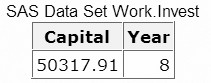 SAS Data Set Work.Invest
Capital Year
50317.91 8